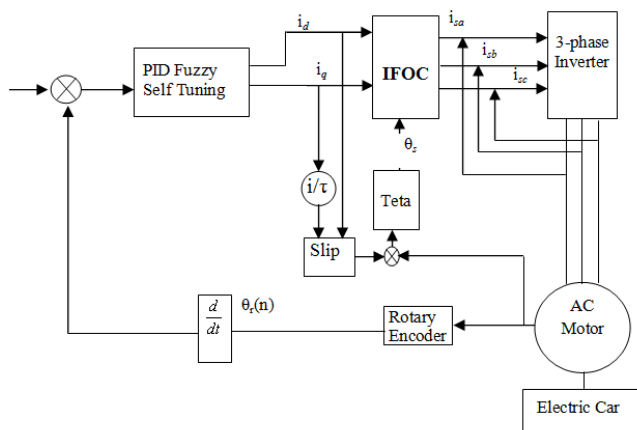 i_d
i_q
PID Fuzzy
Self Tuning
IFOC
i_sa
i_sb
i_sc
3-phase
Inverter
θ_s
i/τ
Teta
Slip
d
dt
θ_r(n)
Rotary
Encoder
AC
Motor
Electric Car